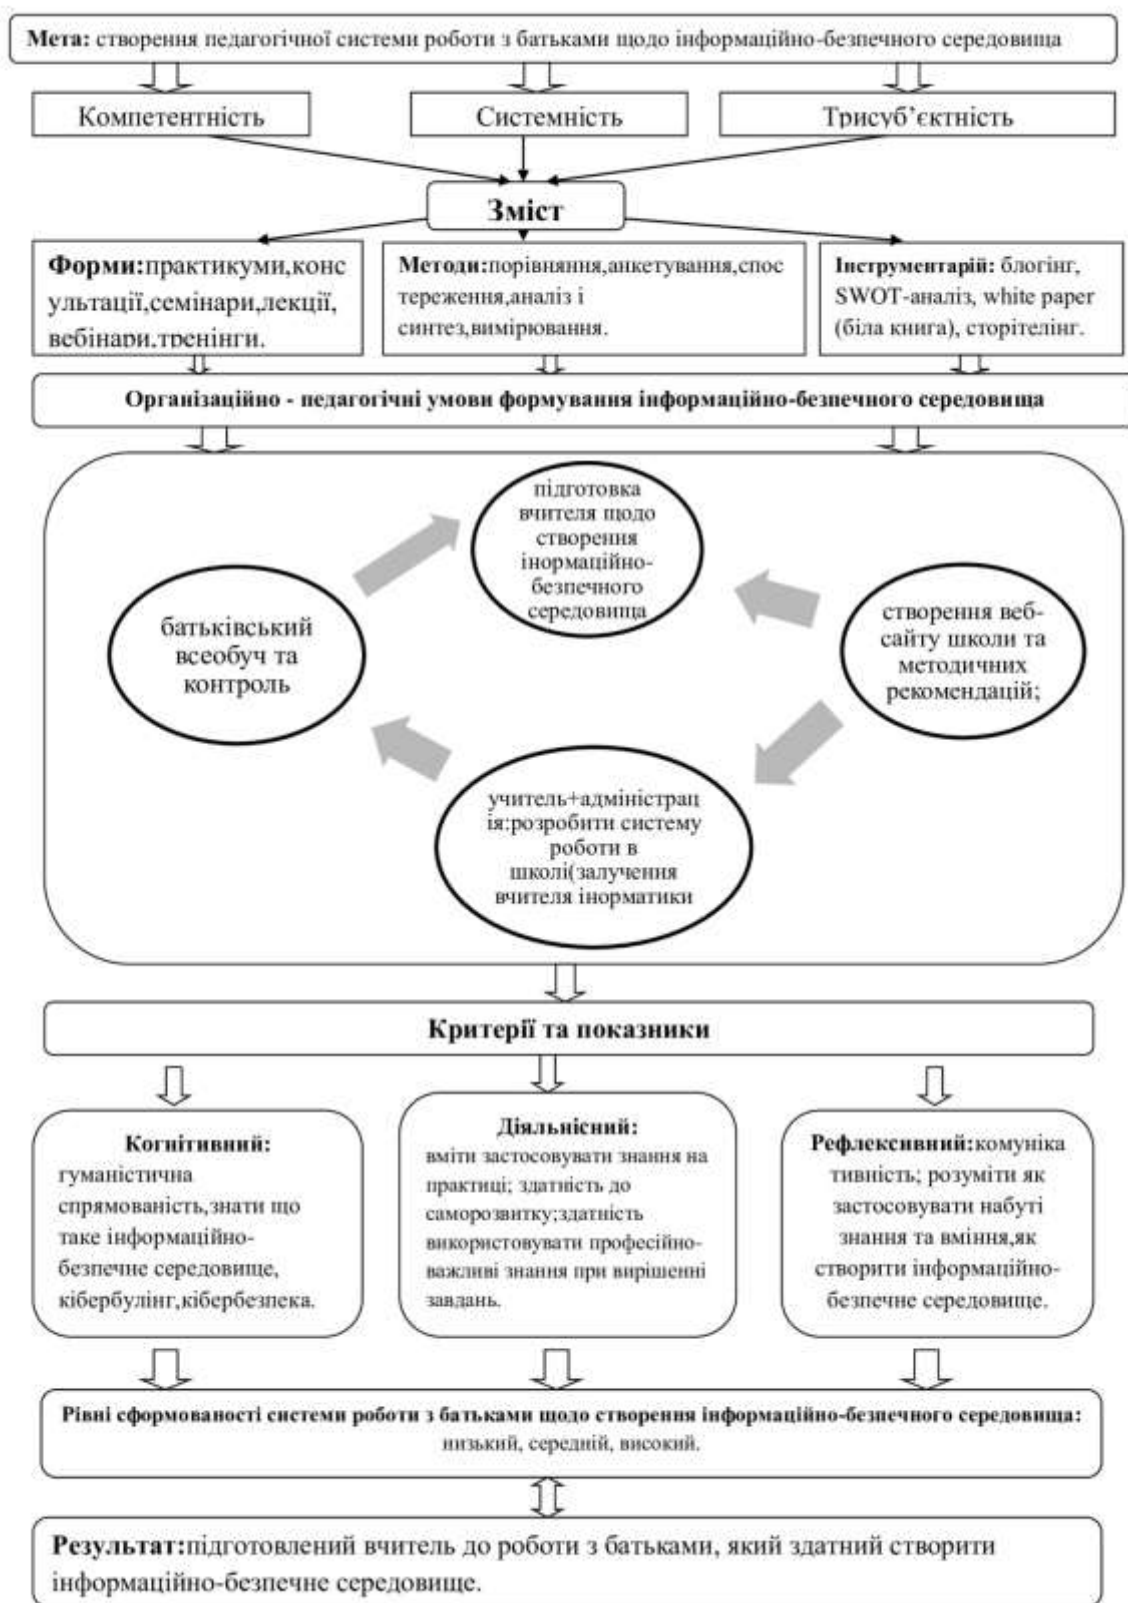 Мета: створення педагогічної системи роботи з батьками щодо інформаційно-безпечного середовища
Компетентність
Системність
Трисуб’єктність
Зміст
Форми:практикуми,конс
ультації,семінари,лекції,
вебінари,тренінги.
Методи:порівняння,анкетування,спос
тереження,аналіз і
синтез,вимірювання.
Інструментарій: блогінг,
SWOT-аналіз, white paper
(біла книга), сторітелінг.
Організаційно - педагогічні умови формування інформаційно-безпечного середовища
підготовка
вчителя щодо
створення
інормаційно-
безпечного
середовища
батьківський
всеобуч та
контроль
створення веб-
сайту школи та
методичних
рекомендацій;
учитель+адміністрац
ія:розробити систему
роботи в
школі(залучення
вчителя інорматики
Критерії та показники
Когнітивний:
гуманістична
спрямованість,знати що
таке інформаційно-
безпечне середовище,
кібербулінг,кібербезпека.
Діяльнісний:
вміти застосовувати знання на
практиці; здатність до
саморозвитку;здатність
використовувати професійно-
важливі знання при вирішенні
завдань.
Рефлексивний:комуніка
тивність; розуміти як
застосовувати набуті
знання та вміння,як
створити інформаційно-
безпечне середовище.
Рівні сформованості системи роботи з батьками щодо створення інформаційно-безпечного середовища:
низький, середній, високий.
Результат:підготовлений вчитель до роботи з батьками, який здатний створити
інформаційно-безпечне середовище.